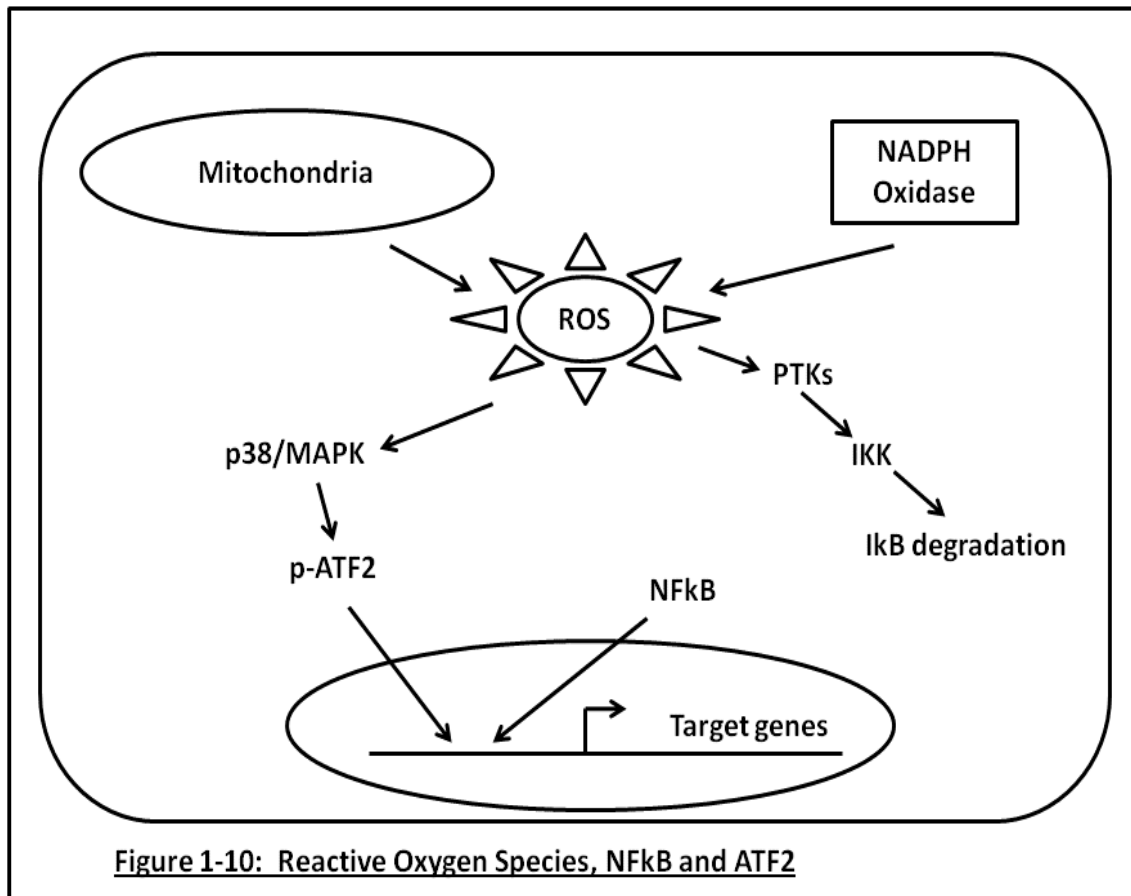 Mitochondria
NADPH
Oxidase
ROS
PTKs
p38/MAPK
IKK
IkB degradation
p-ATF2
NFkB
Target genes
Figure 1-10:  Reactive Oxygen Species, NFkB and ATF2